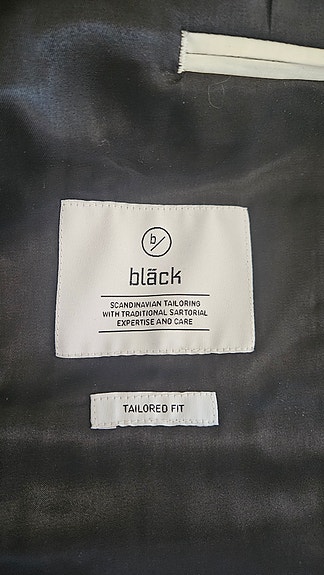 b/
bläck
SCANDINAVIAN TAILORING
WITH TRADITIONAL SARTORIAL
EXPERTISE AND CARE
TAILORED FIT